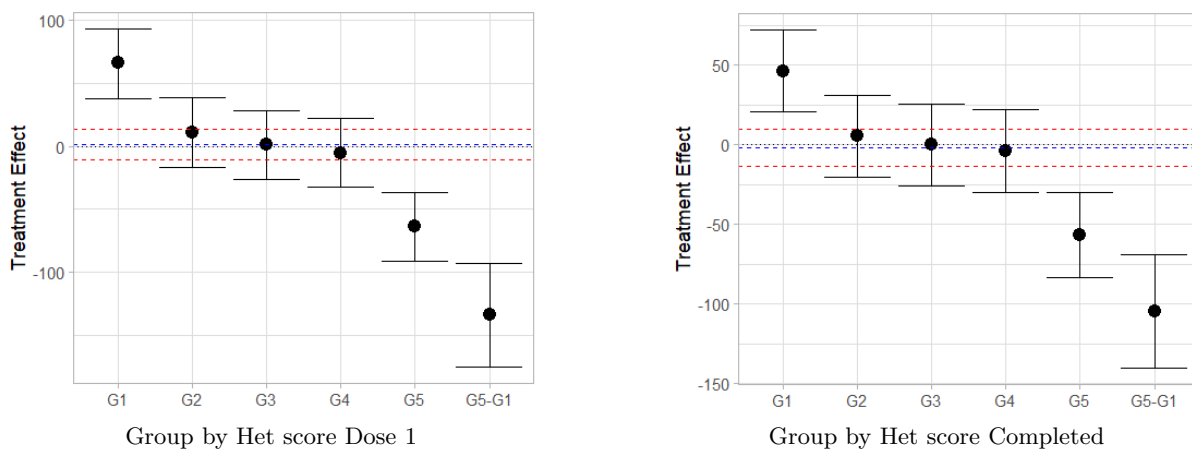 100
0
-100
Treatment Effect
G1 G2 G3 G4 G5 G5-G1
Group by Het score Dose 1
50
0
-50
-100
-150
Treatment Effect
G1 G2 G3 G4 G5 G5-G1
Group by Het score Completed